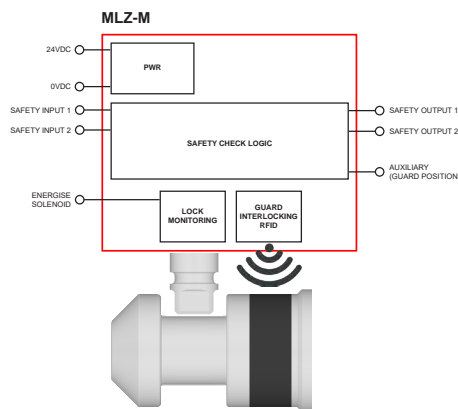 MLZ-M
24VDC
PWR
0VDC
SAFETY INPUT 1
SAFETY OUTPUT 1
SAFETY INPUT 2
SAFETY OUTPUT 2
SAFETY CHECK LOGIC
AUXILIARY
(GUARD POSITION
ENERGISE
SOLENOID
LOCK
MONITORING
GUARD
INTERLOCKING
RFID